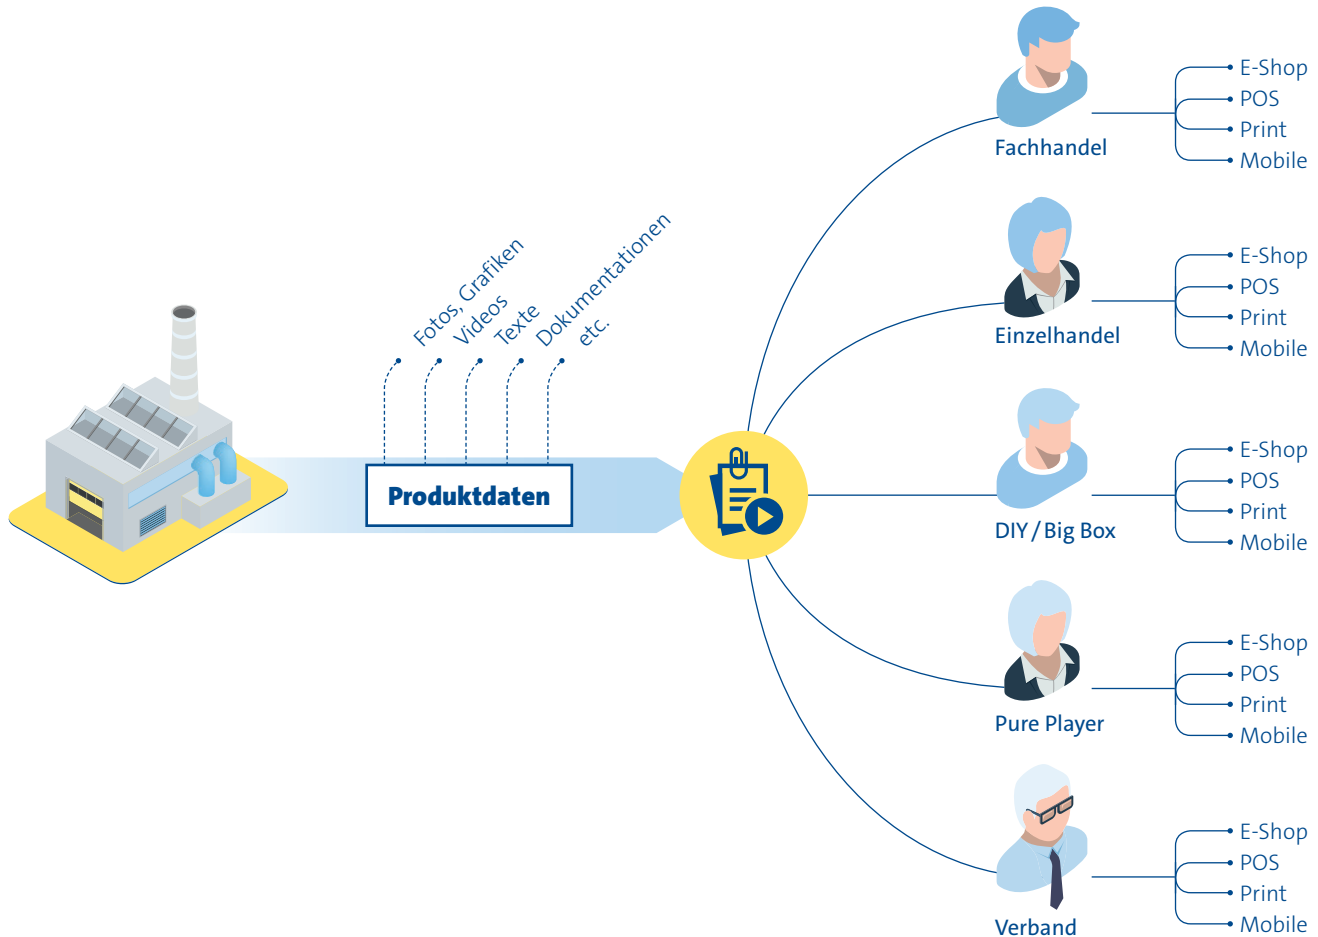 Fotos, Grafiken
Videos
Texte
Dokumentationen
etc.
Produktdaten
Fachhandel
E-Shop
POS
Print
Mobile
Einzelhandel
E-Shop
POS
Print
Mobile
DIY / Big Box
E-Shop
POS
Print
Mobile
Pure Player
E-Shop
POS
Print
Mobile
Verband
E-Shop
POS
Print
Mobile